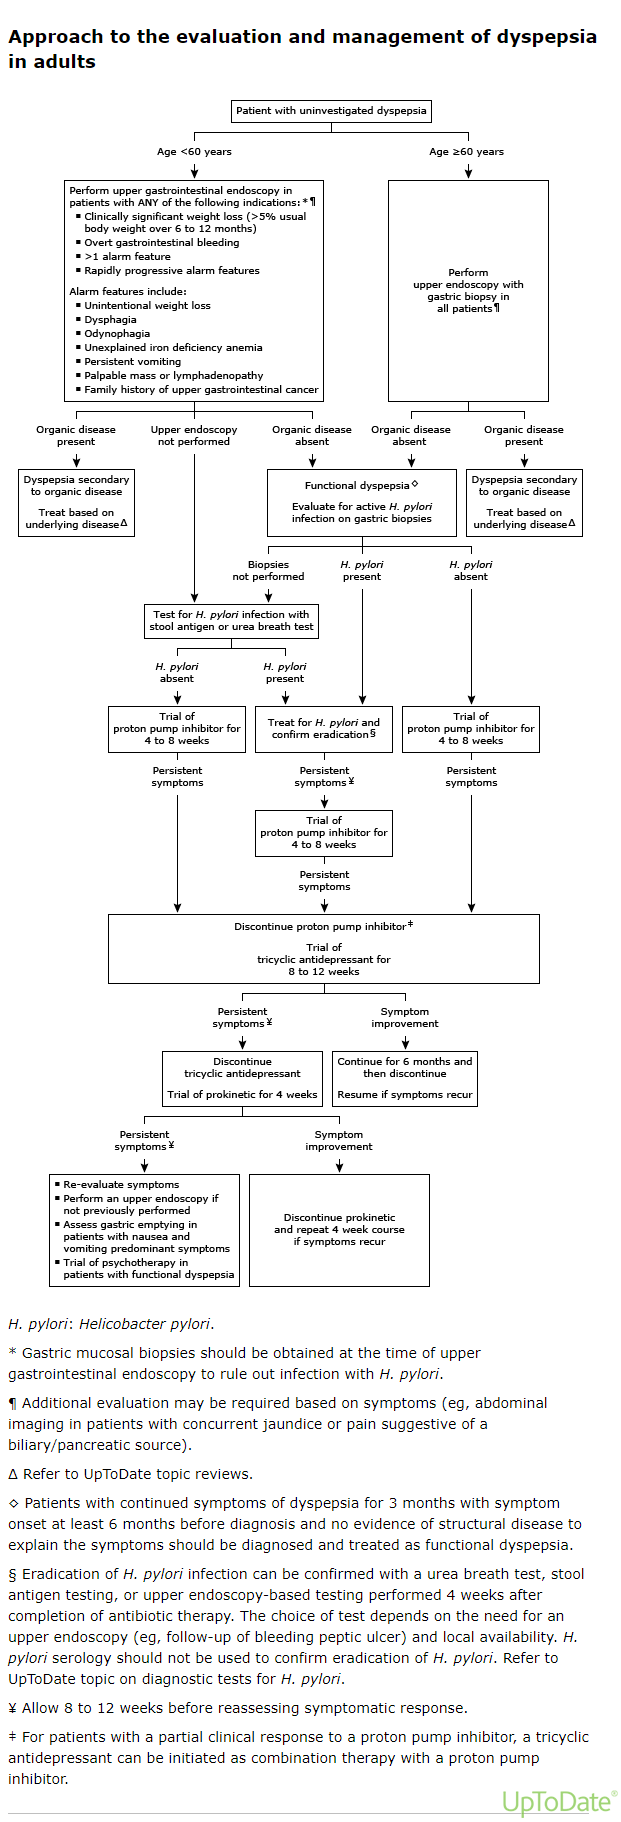 Approach to the evaluation and management of dyspepsia
in adults
Patient with uninvestigated dyspepsia
Age <60 years
Age ≥60 years
Perform upper gastrointestinal endoscopy in
patients with ANY of the following indications:*¶
▪ Clinically significant weight loss (>5% usual
body weight over 6 to 12 months)
▪ Overt gastrointestinal bleeding
▪ >1 alarm feature
▪ Rapidly progressive alarm features
Alarm features include:
▪ Unintentional weight loss
▪ Dysphagia
▪ Odynophagia
▪ Unexplained iron deficiency anemia
▪ Persistent vomiting
▪ Palpable mass or lymphadenopathy
▪ Family history of upper gastrointestinal cancer
Perform
upper endoscopy with
gastric biopsy in
all patients¶
Organic disease
present
Upper endoscopy
not performed
Organic disease
absent
Organic disease
absent
Organic disease
present
Dyspepsia secondary
to organic disease
Treat based on
underlying diseaseΔ
Functional dyspepsia◇
Evaluate for active H. pylori
infection on gastric biopsies
Dyspepsia secondary
to organic disease
Treat based on
underlying diseaseΔ
Biopsies
not performed
H. pylori
present
H. pylori
absent
Test for H. pylori infection with
stool antigen or urea breath test
H. pylori
absent
H. pylori
present
Trial of
proton pump inhibitor for
4 to 8 weeks
Treat for H. pylori and
confirm eradication§
Trial of
proton pump inhibitor for
4 to 8 weeks
Persistent
symptoms
Persistent
symptoms¥
Persistent
symptoms
Trial of
proton pump inhibitor for
4 to 8 weeks
Persistent
symptoms
Discontinue proton pump inhibitor‡
Trial of
tricyclic antidepressant for
8 to 12 weeks
Persistent
symptoms¥
Symptom
improvement
Discontinue
tricyclic antidepressant
Trial of prokinetic for 4 weeks
Continue for 6 months and
then discontinue
Resume if symptoms recur
Persistent
symptoms¥
Symptom
improvement
▪ Re-evaluate symptoms
▪ Perform an upper endoscopy if
not previously performed
▪ Assess gastric emptying in
patients with nausea and
vomiting predominant symptoms
▪ Trial of psychotherapy in
patients with functional dyspepsia
Discontinue prokinetic
and repeat 4 week course
if symptoms recur
H. pylori: Helicobacter pylori.
* Gastric mucosal biopsies should be obtained at the time of upper
gastrointestinal endoscopy to rule out infection with H. pylori.
¶ Additional evaluation may be required based on symptoms (eg, abdominal
imaging in patients with concurrent jaundice or pain suggestive of a
biliary/pancreatic source).
Δ Refer to UpToDate topic reviews.
◇ Patients with continued symptoms of dyspepsia for 3 months with symptom
onset at least 6 months before diagnosis and no evidence of structural disease to
explain the symptoms should be diagnosed and treated as functional dyspepsia.
§ Eradication of H. pylori infection can be confirmed with a urea breath test, stool
antigen testing, or upper endoscopy-based testing performed 4 weeks after
completion of antibiotic therapy. The choice of test depends on the need for an
upper endoscopy (eg, follow-up of bleeding peptic ulcer) and local availability. H.
pylori serology should not be used to confirm eradication of H. pylori. Refer to
UpToDate topic on diagnostic tests for H. pylori.
¥ Allow 8 to 12 weeks before reassessing symptomatic response.
‡ For patients with a partial clinical response to a proton pump inhibitor, a tricyclic
antidepressant can be initiated as combination therapy with a proton pump
inhibitor.
UpToDate®